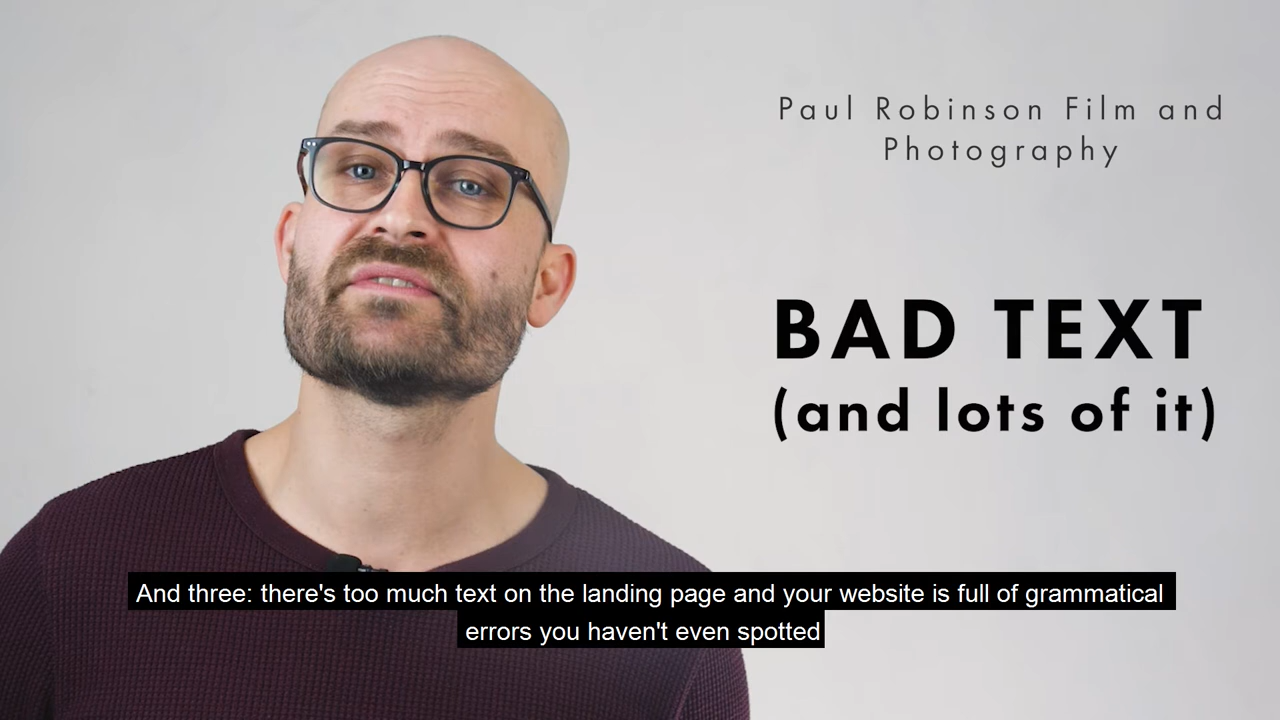 Paul Robinson Film and
Photography
BAD TEXT
(and lots of it)
And three: there's too much text on the landing page and your website is full of grammatical
errors you haven't even spotted